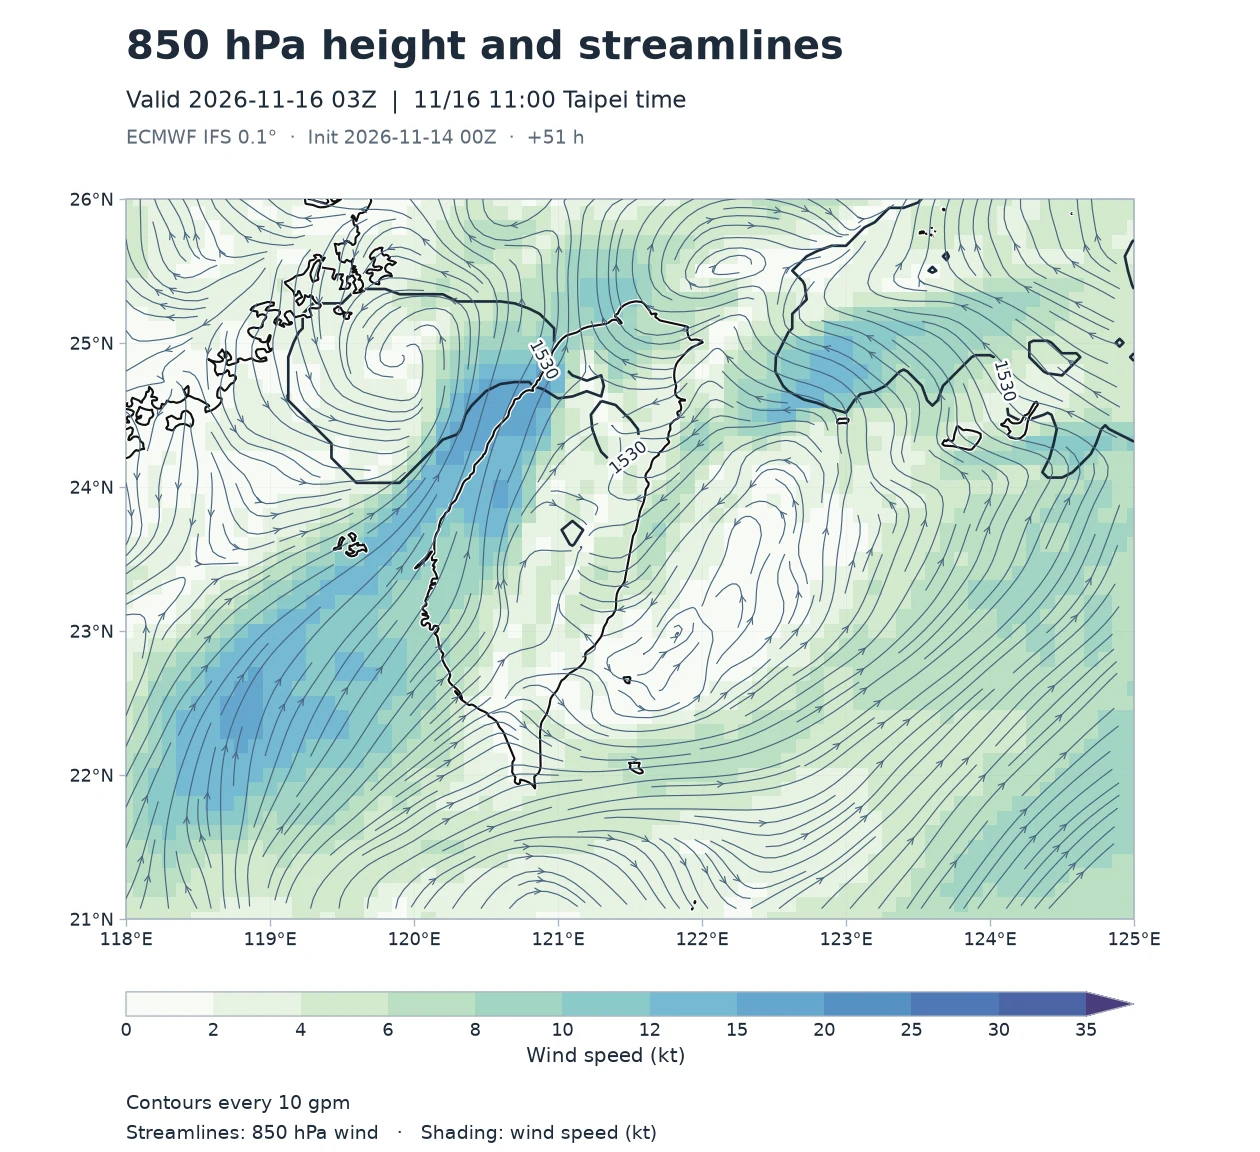 850 hPa height and streamlines
Valid 2026-11-16 03Z | 11/16 11:00 Taipei time
ECMWF IFS 0.1° · Init 2026-11-14 00Z · +51 h
26°N
25°N
24°N
23°N
22°N
21°N
1530
1530
1530
118°E 119°E 120°E 121°E 122°E 123°E 124°E 125°E
0 2 4 6 8 10 12 15 20 25 30 35
Wind speed (kt)
Contours every 10 gpm
Streamlines: 850 hPa wind · Shading: wind speed (kt)